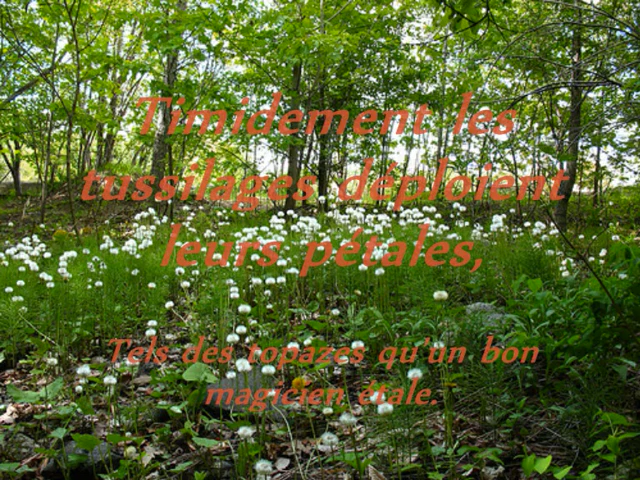 Timidement les
tussilages déploient
leurs pétales,
Tels des topazes qu'un bon
magicien étale.